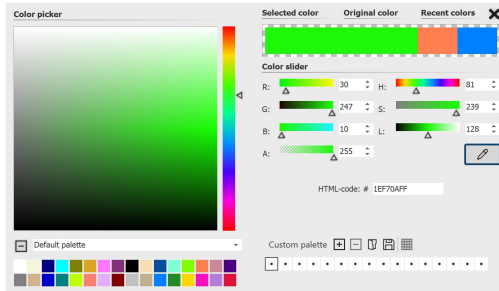 Color picker
Selected color Original color Recent colors
Color slider
R: 30 H: 81
G: 247 S: 239
B: 10 L: 128
A: 255
HTML-code: # 1EF70AFF
Default palette
Custom palette